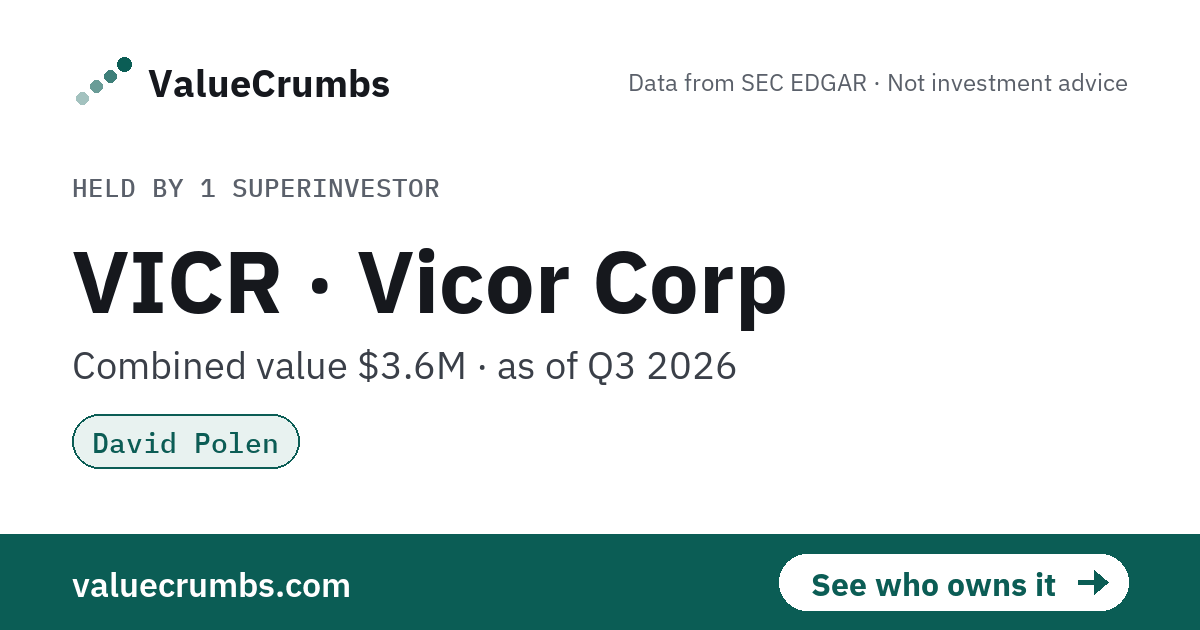 ValueCrumbs
Data from SEC EDGAR · Not investment advice
HELD BY 1 SUPERINVESTOR
VICR · Vicor Corp
Combined value $3.6M · as of Q3 2026
David Polen
valuecrumbs.com
See who owns it →